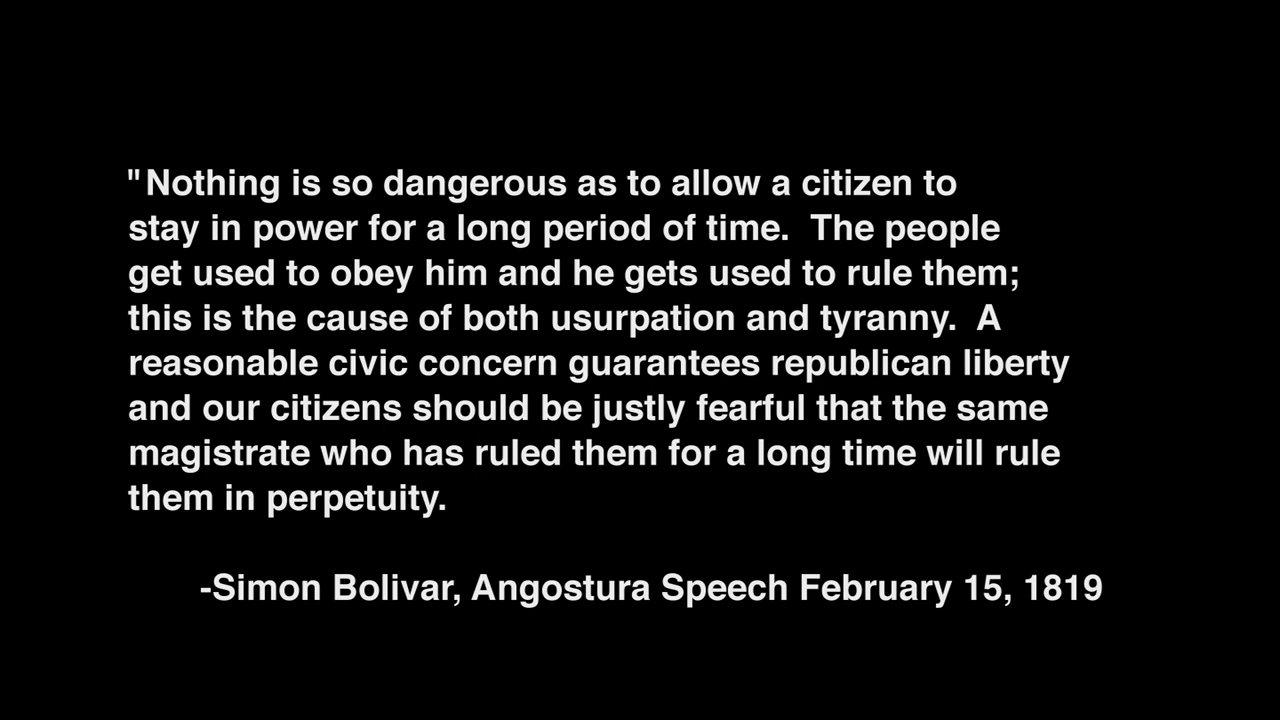 "Nothing is so dangerous as to allow a citizen to
stay in power for a long period of time.  The people
get used to obey him and he gets used to rule them;
this is the cause of both usurpation and tyranny.  A
reasonable civic concern guarantees republican liberty
and our citizens should be justly fearful that the same
magistrate who has ruled them for a long time will rule
them in perpetuity.
-Simon Bolivar, Angostura Speech February 15, 1819